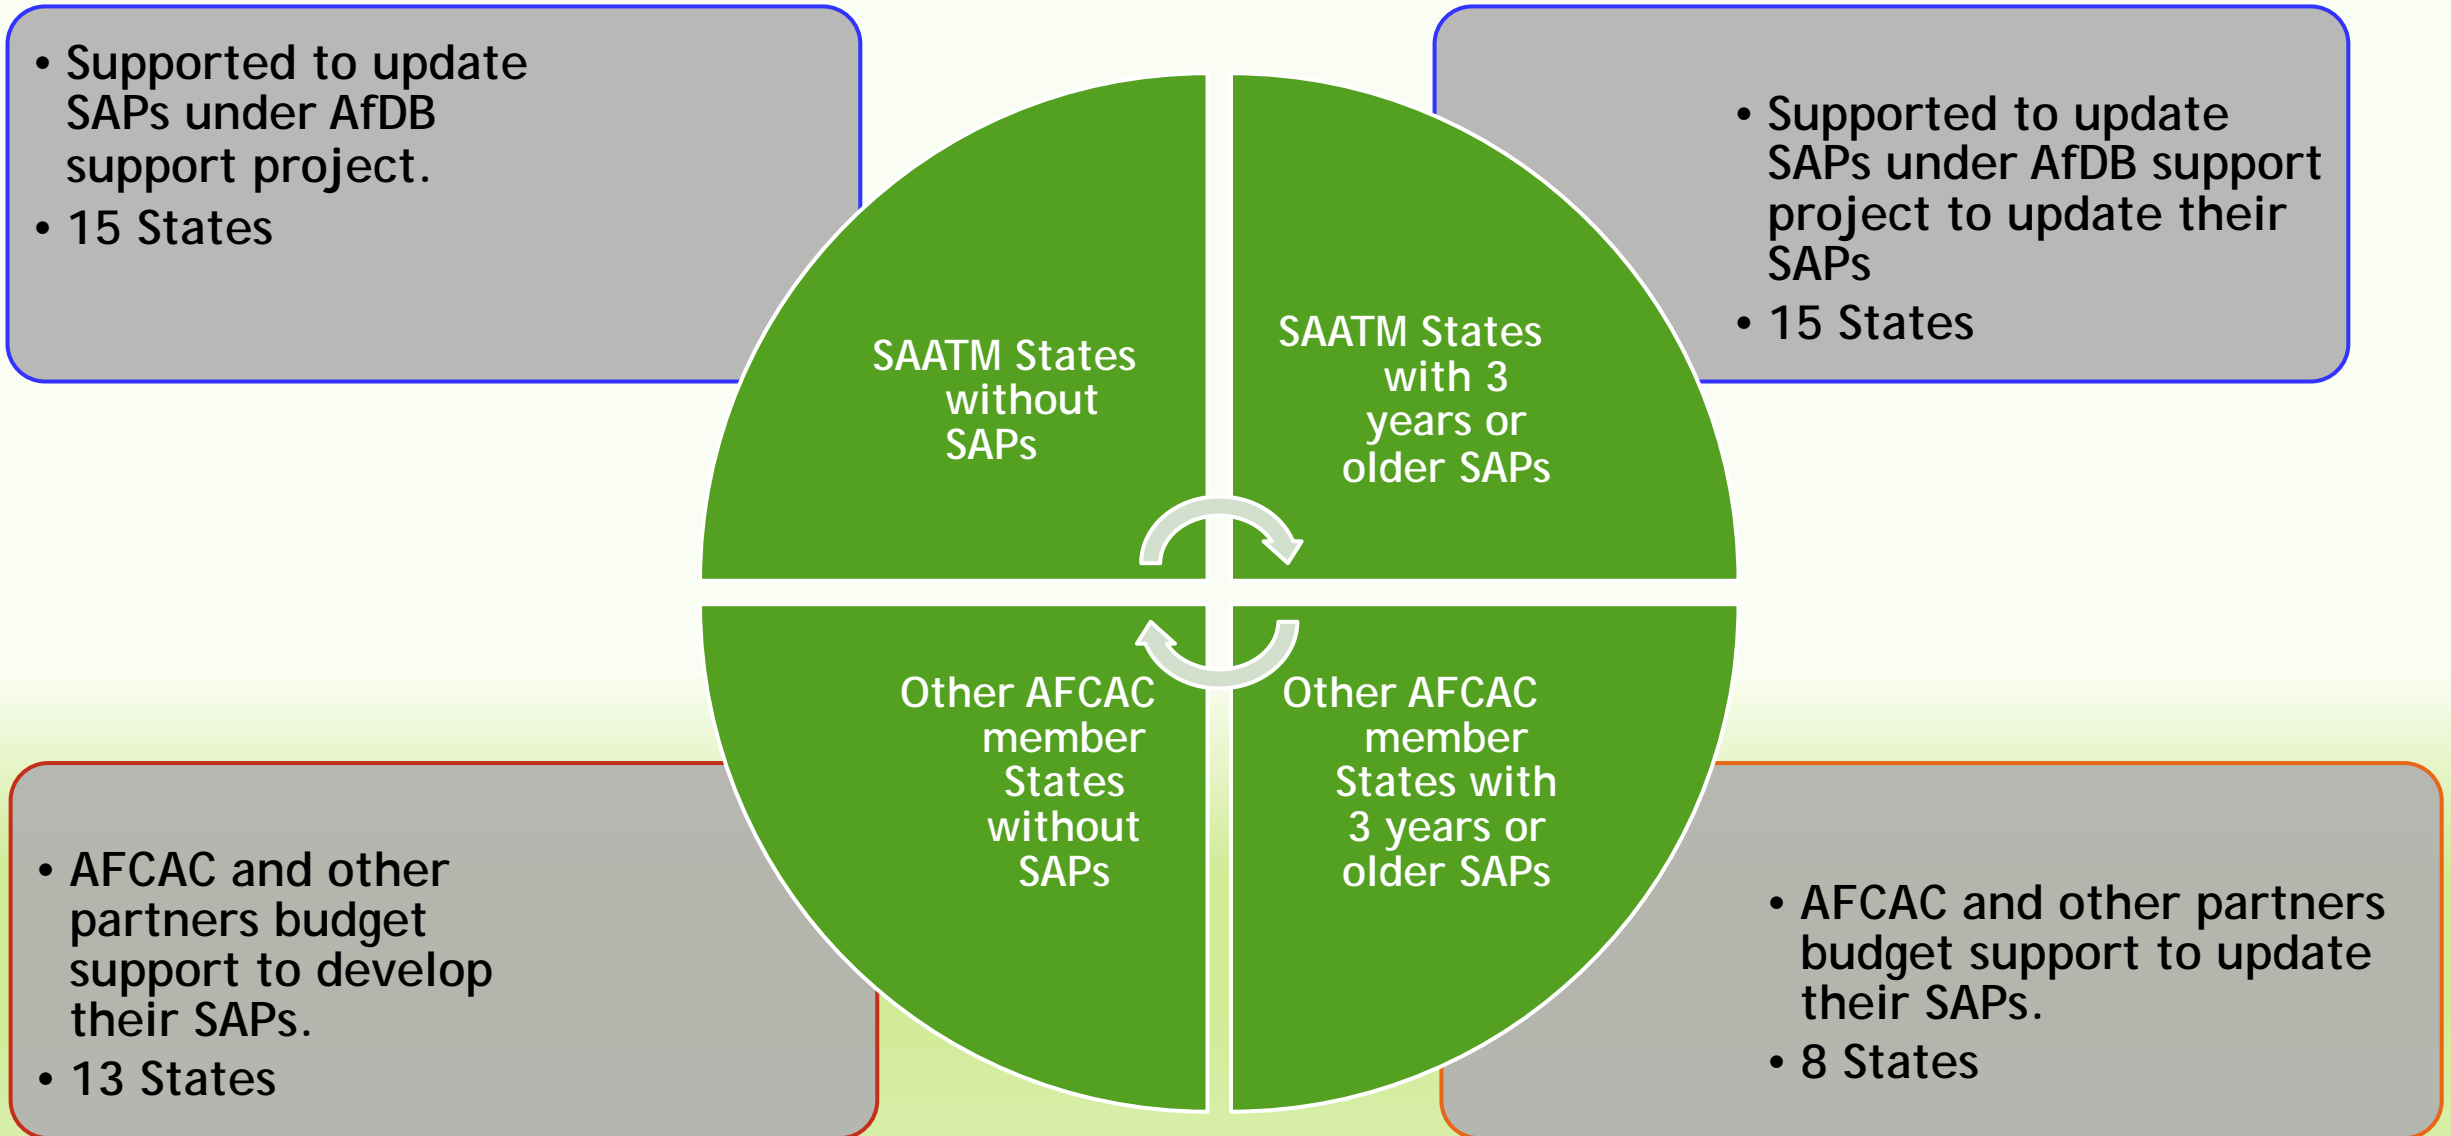 • Supported to update
SAPs under AfDB
support project.
• 15 States
• Supported to update
SAPs under AfDB support
project to update their
SAPs
• 15 States
SAATM States
without
SAPs
SAATM States
with 3
years or
older SAPs
Other AFCAC
member
States
without
SAPs
Other AFCAC
member
States with
3 years or
older SAPs
• AFCAC and other
partners budget
support to develop
their SAPs.
• 13 States
• AFCAC and other partners
budget support to update
their SAPs.
• 8 States